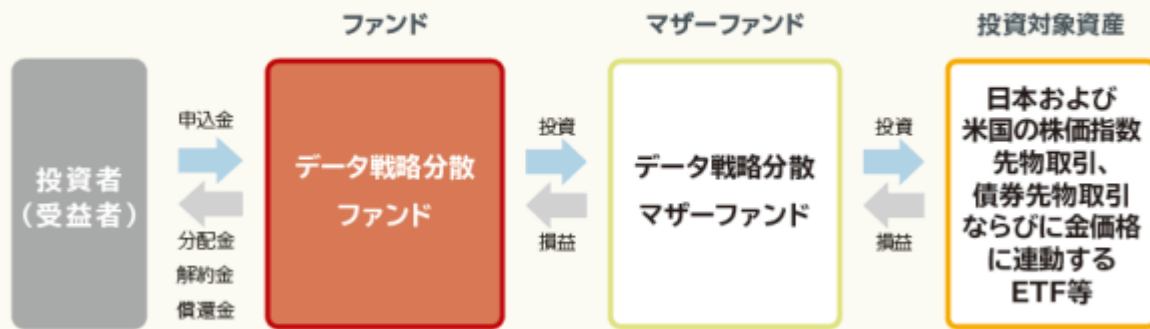 ファンド
マザーファンド
投資対象資産
投資者
（受益者）
申込金
分配金
解約金
償還金
データ戦略分散
ファンド
投資
損益
データ戦略分散
マザーファンド
投資
損益
日本および
米国の株価指数
先物取引、
債券先物取引
ならびに金価格
に連動する
ETF等